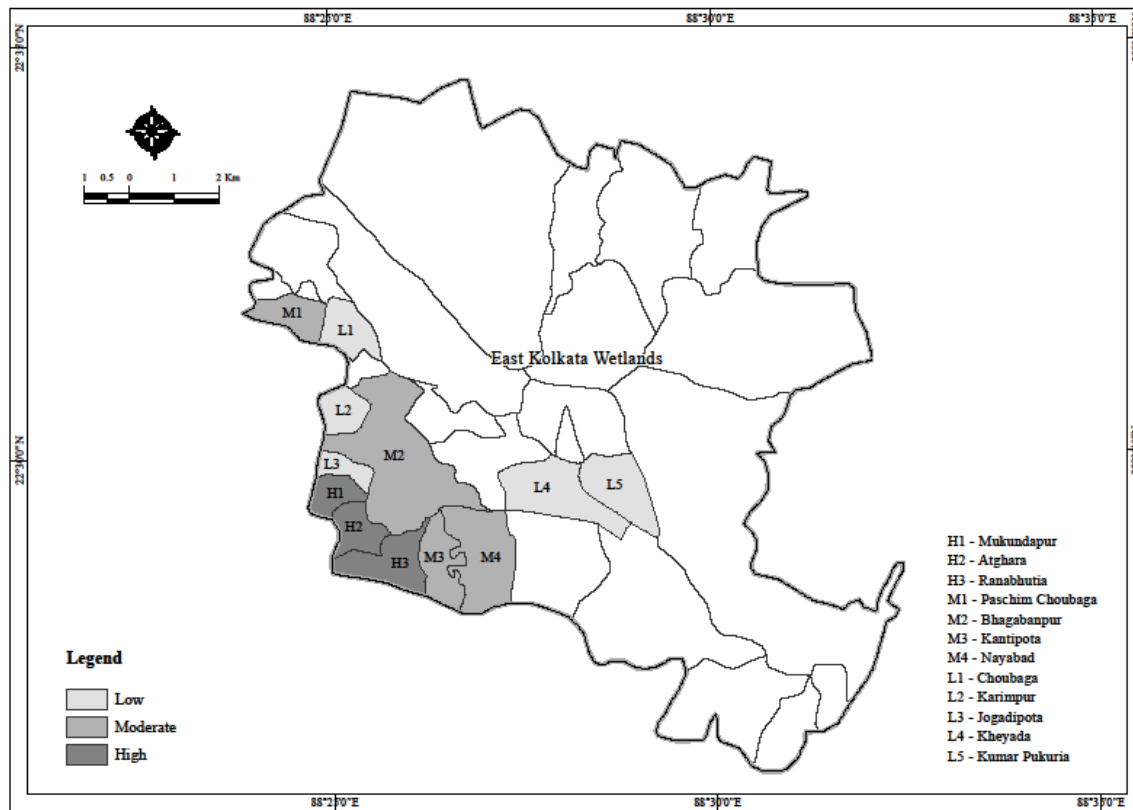 88°25'0"E
88°30'0"E
88°35'0"E
1 0.5 0 1 2 Km
M1
L1
East Kolkata Wetlands
L2
M2
22°30'0"N
L3
L4
L5
H1
H2
H3
M3
M4
H1 - Mukundapur
H2 - Atghara
H3 - Ranabhutia
M1 - Paschim Choubaga
M2 - Bhagabanpur
M3 - Kantipota
M4 - Nayabad
L1 - Choubaga
L2 - Karimpur
L3 - Jogadipota
L4 - Kheyada
L5 - Kumar Pukuria
Legend
Low
Moderate
High
88°25'0"E
88°30'0"E
88°35'0"E